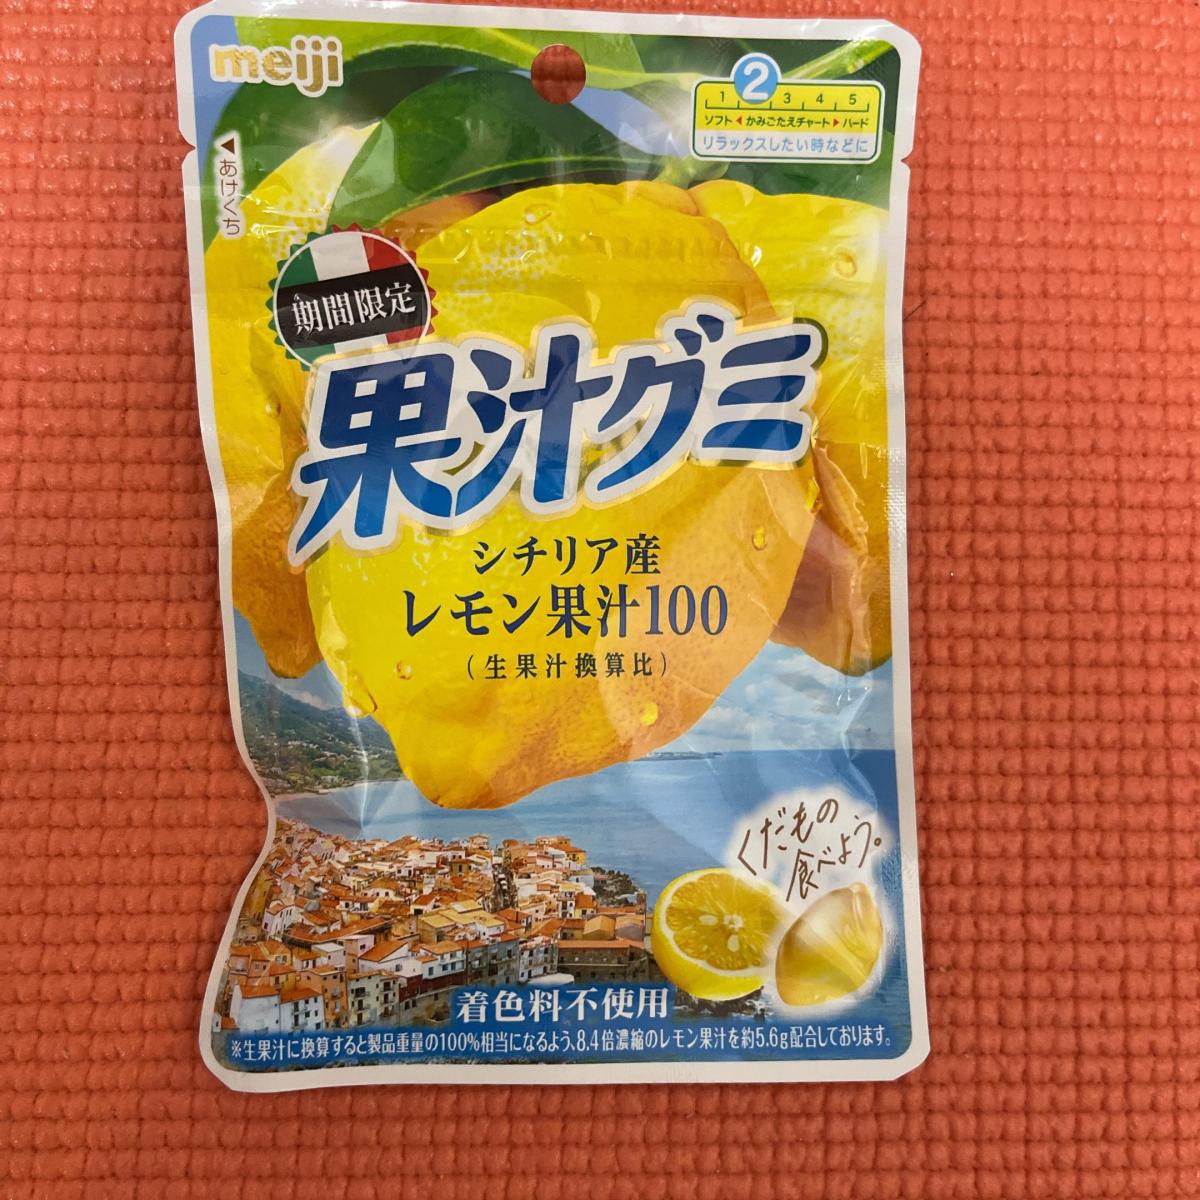 meiji
2
1 3 4 5
ソフト◀かみごたえチャート▶ハード
リラックスしたい時などに
◀あけくち
期間限定
果汁グミ
シチリア産
レモン果汁100
(生果汁換算比)
くだもの
食べよう。
着色料不使用
※生果汁に換算すると製品重量の100%相当になるよう、8.4倍濃縮のレモン果汁を約5.6g配合しております。